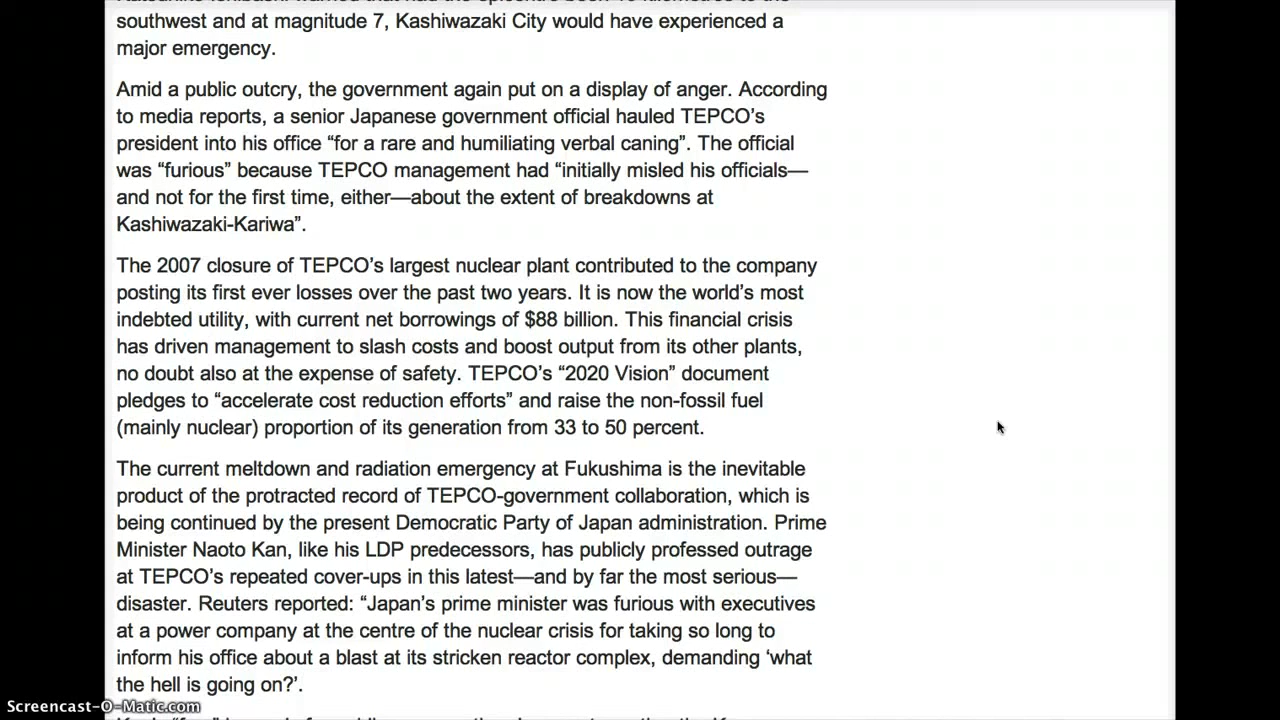 southwest and at magnitude 7, Kashiwazaki City would have experienced a
major emergency.
Amid a public outcry, the government again put on a display of anger. According
to media reports, a senior Japanese government official hauled TEPCO’s
president into his office “for a rare and humiliating verbal caning”. The official
was “furious” because TEPCO management had “initially misled his officials—
and not for the first time, either—about the extent of breakdowns at
Kashiwazaki-Kariwa”.
The 2007 closure of TEPCO’s largest nuclear plant contributed to the company
posting its first ever losses over the past two years. It is now the world’s most
indebted utility, with current net borrowings of $88 billion. This financial crisis
has driven management to slash costs and boost output from its other plants,
no doubt also at the expense of safety. TEPCO’s “2020 Vision” document
pledges to “accelerate cost reduction efforts” and raise the non-fossil fuel
(mainly nuclear) proportion of its generation from 33 to 50 percent.
The current meltdown and radiation emergency at Fukushima is the inevitable
product of the protracted record of TEPCO-government collaboration, which is
being continued by the present Democratic Party of Japan administration. Prime
Minister Naoto Kan, like his LDP predecessors, has publicly professed outrage
at TEPCO’s repeated cover-ups in this latest—and by far the most serious—
disaster. Reuters reported: “Japan’s prime minister was furious with executives
at a power company at the centre of the nuclear crisis for taking so long to
inform his office about a blast at its stricken reactor complex, demanding ‘what
the hell is going on?’.
Screencast-O-Matic.com